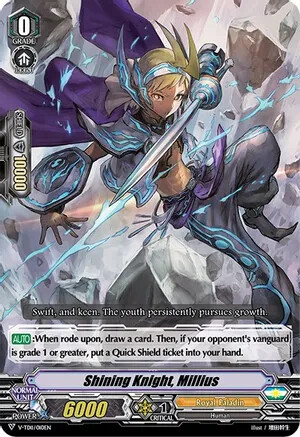 0
GRADE
BOOST
SHIELD
10000
Swift, and keen. The youth persistently pursues growth.
AUTO:When rode upon, draw a card. Then, if your opponent's vanguard
is grade 1 or greater, put a Quick Shield ticket into your hand.
NORMAL UNIT
Shining Knight, Millius
POWER 6000
1 CRITICAL
Royal Paladin
Human
V-TD11/010EN